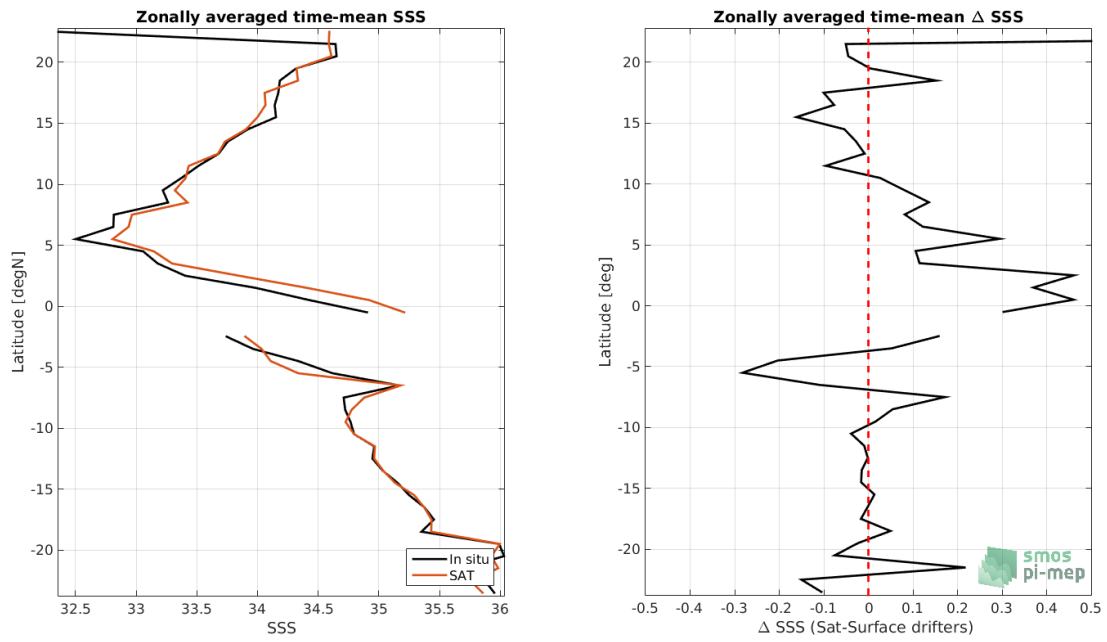 Zonally averaged time-mean SSS
20
15
10
5
0
-5
-10
-15
-20
Latitude [degN]
32.5 33 33.5 34 34.5 35 35.5 36
SSS
In situ
SAT
Zonally averaged time-mean Δ SSS
20
15
10
5
0
-5
-10
-15
-20
Latitude [deg]
-0.5 -0.4 -0.3 -0.2 -0.1 0 0.1 0.2 0.3 0.4 0.5
Δ SSS (Sat-Surface drifters)
smos
pi-mep